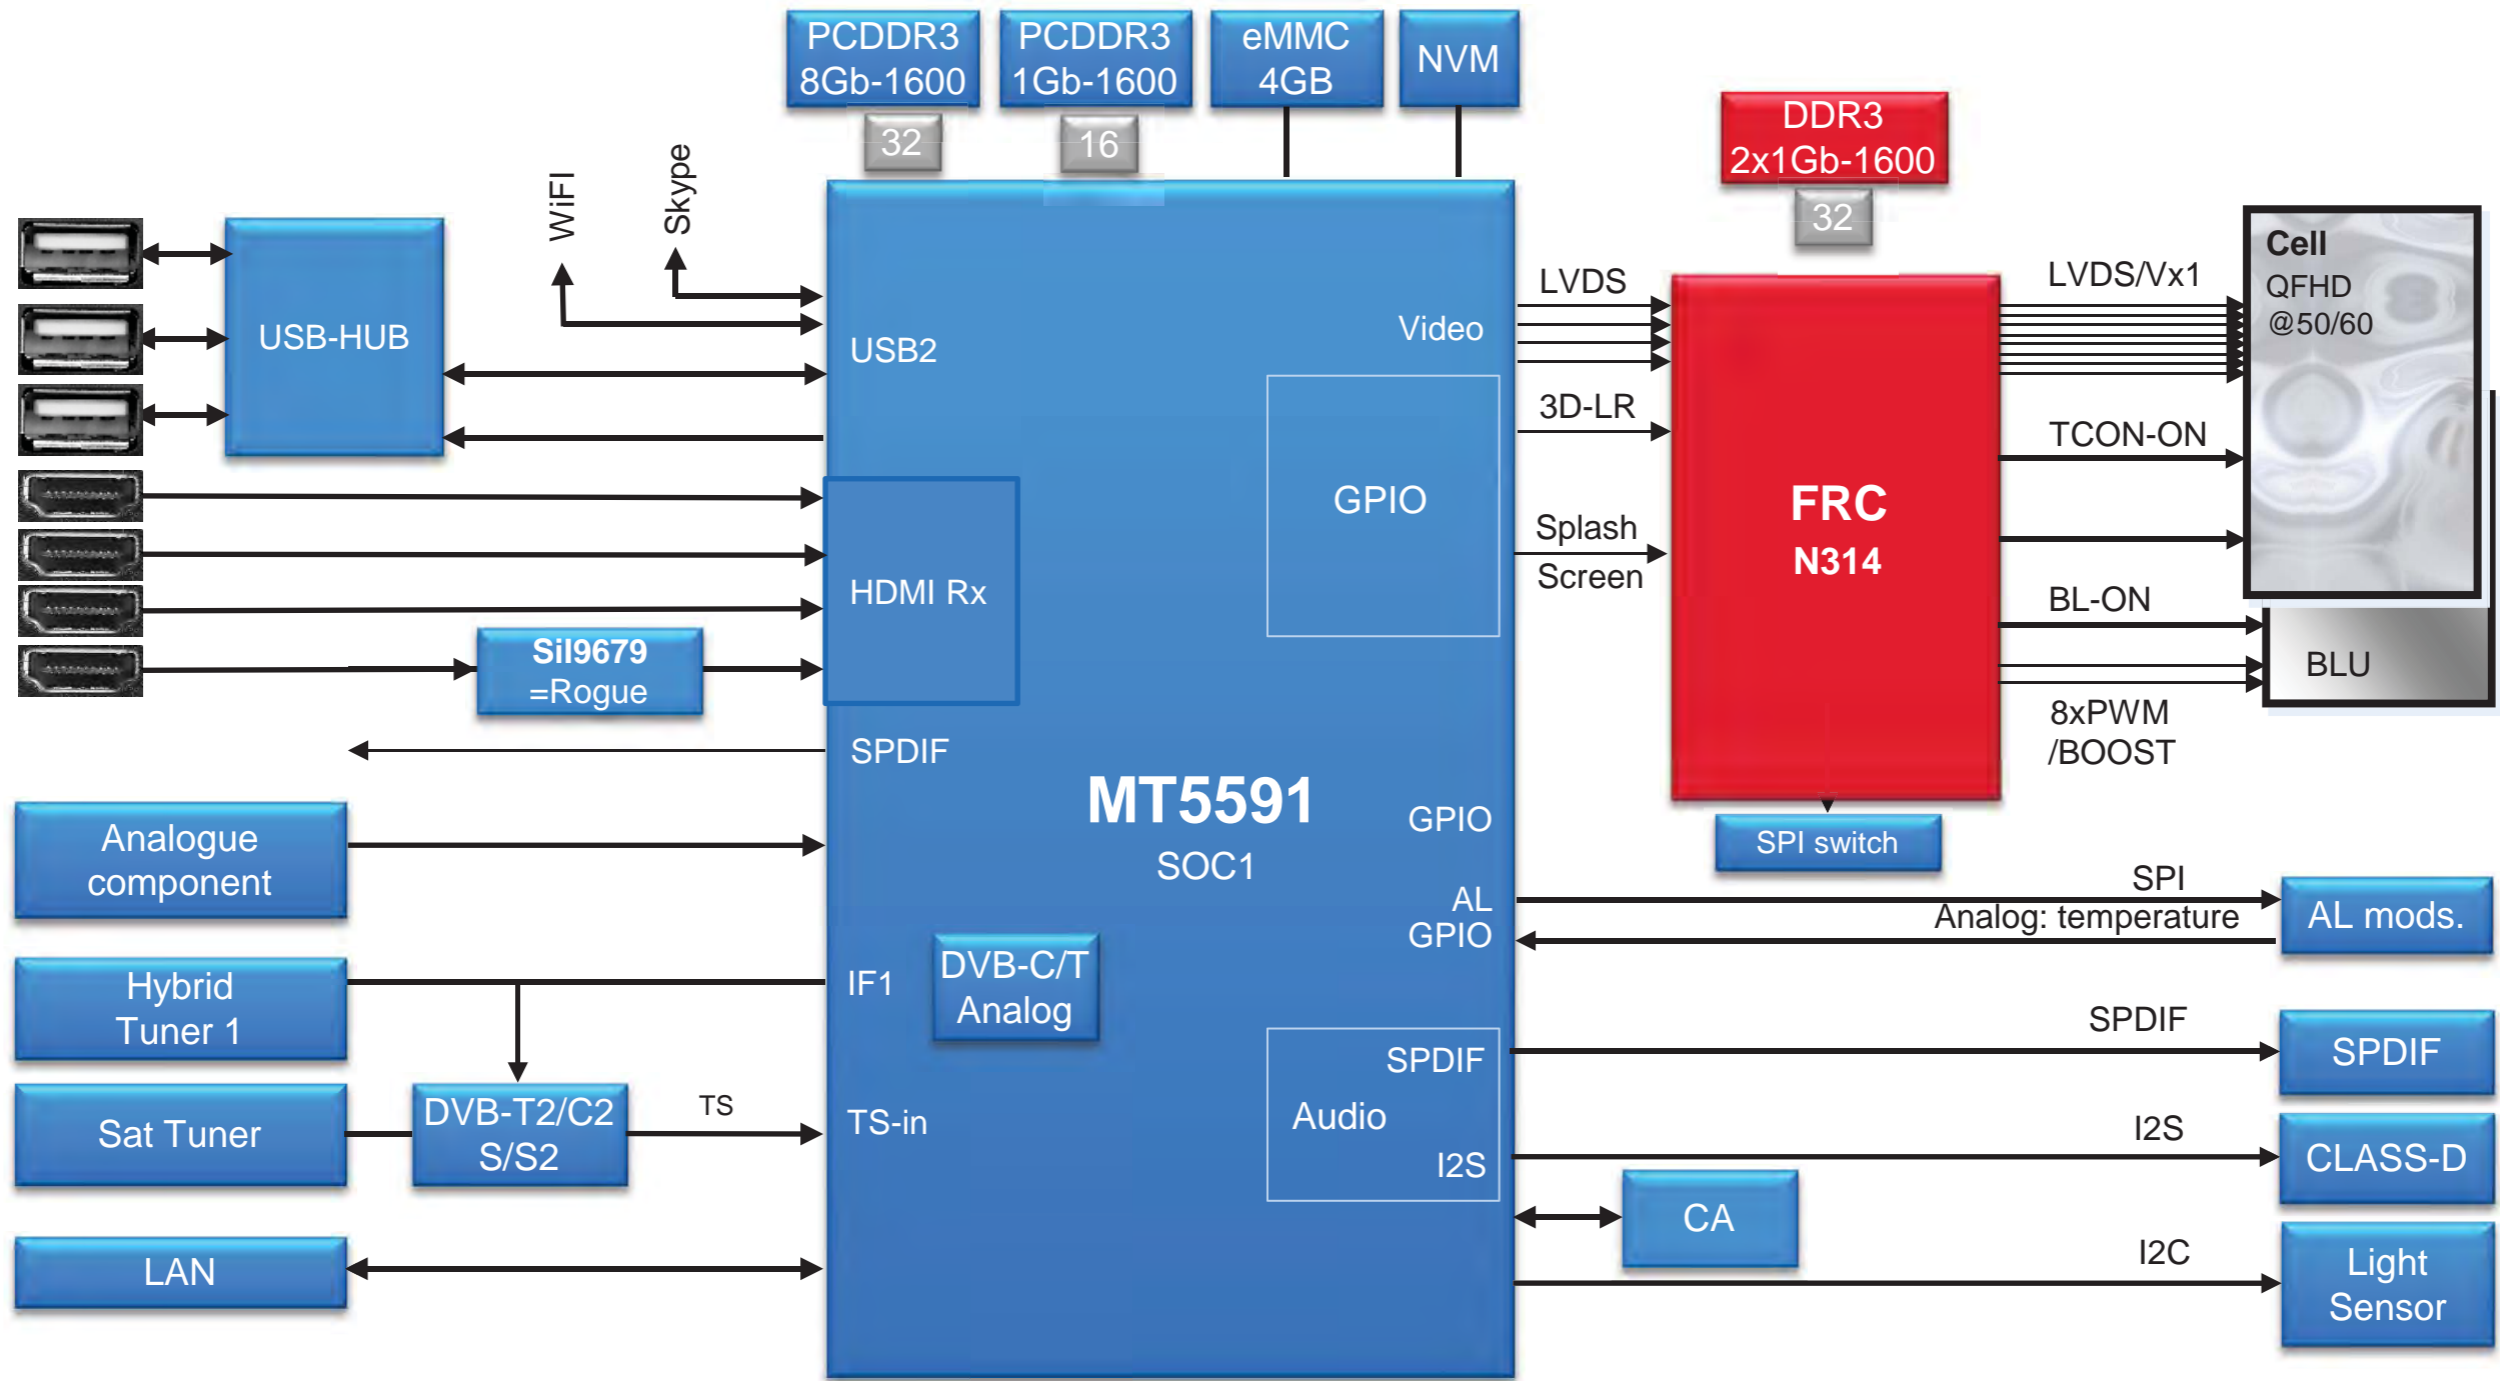 PCDDR3
8Gb-1600
PCDDR3
1Gb-1600
eMMC
4GB
NVM
32
16
DDR3
2x1Gb-1600
32
WiFI
Skype
USB-HUB
USB2
Video
LVDS
3D-LR
GPIO
Splash
Screen
FRC
N314
LVDS/Vx1
Cell
QFHD
@50/60
TCON-ON
BL-ON
BLU
8xPWM
/BOOST
HDMI Rx
SiI9679
=Rogue
SPDIF
MT5591
SOC1
GPIO
SPI switch
Analogue
component
AL
GPIO
SPI
Analog: temperature
AL mods.
Hybrid
Tuner 1
IF1
DVB-C/T
Analog
SPDIF
SPDIF
SPDIF
Sat Tuner
DVB-T2/C2
S/S2
TS
TS-in
Audio
I2S
I2S
CLASS-D
CA
LAN
I2C
Light
Sensor